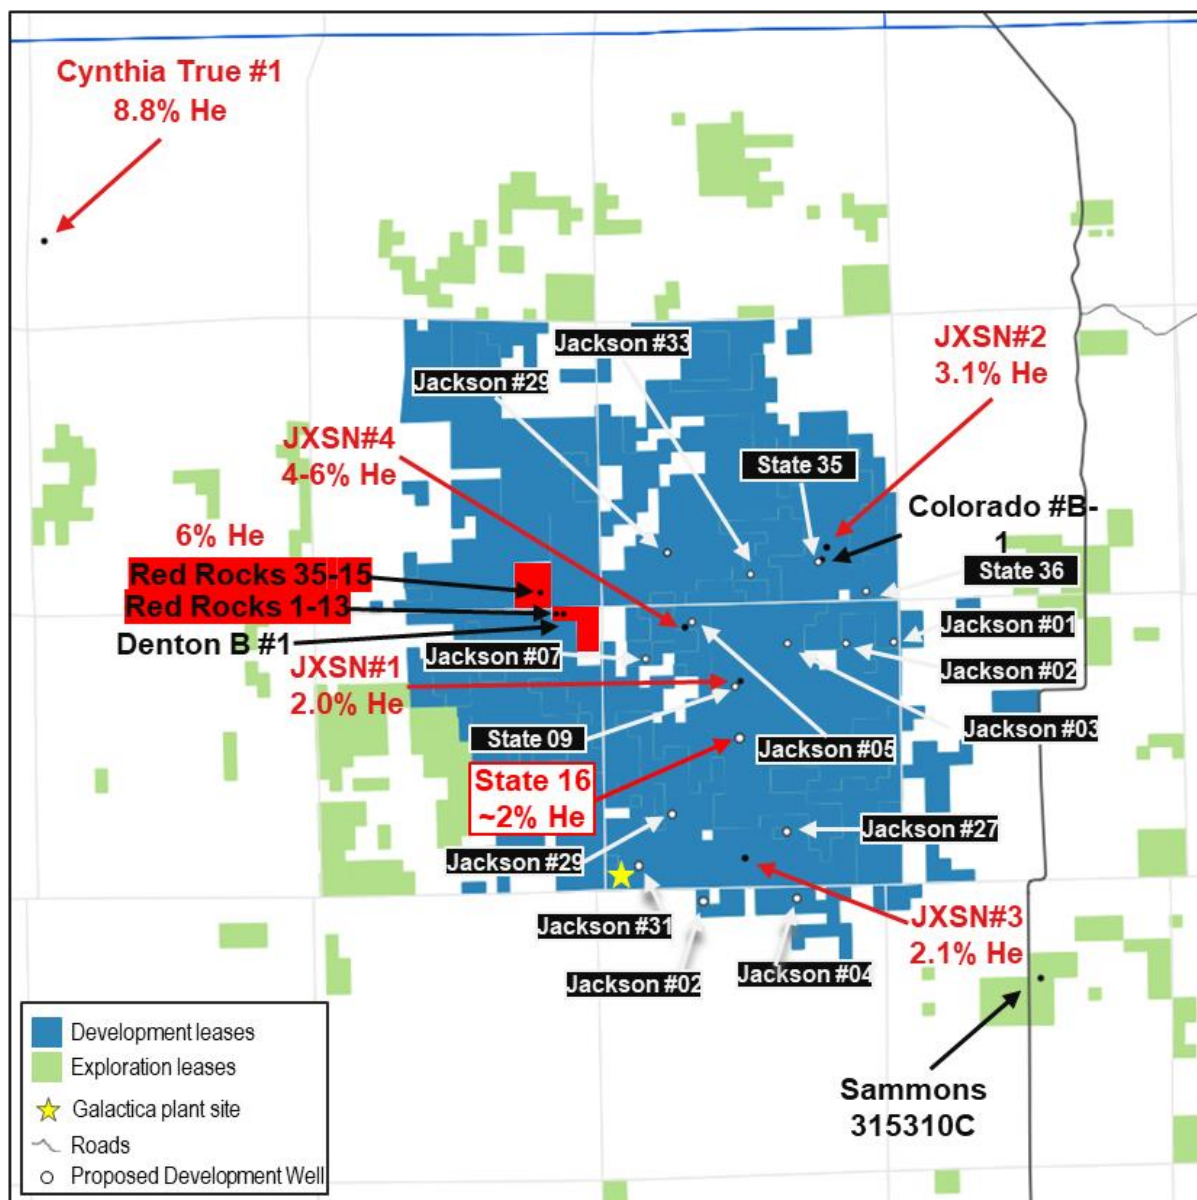 Cynthia True #1
8.8% He
Jackson #33
JXSN#2
3.1% He
Jackson #29
JXSN#4
4-6% He
State 35
Colorado #B-
1
6% He
Red Rocks 35-15
State 36
Red Rocks 1-13
Jackson #01
Denton B #1
Jackson #07
Jackson #02
JXSN#1
2.0% He
Jackson #03
State 09
Jackson #05
State 16
~2% He
Jackson #27
Jackson #29
JXSN#3
2.1% He
Jackson #31
Jackson #02
Jackson #04
Sammons
315310C
Development leases
Exploration leases
Galactica plant site
Roads
Proposed Development Well